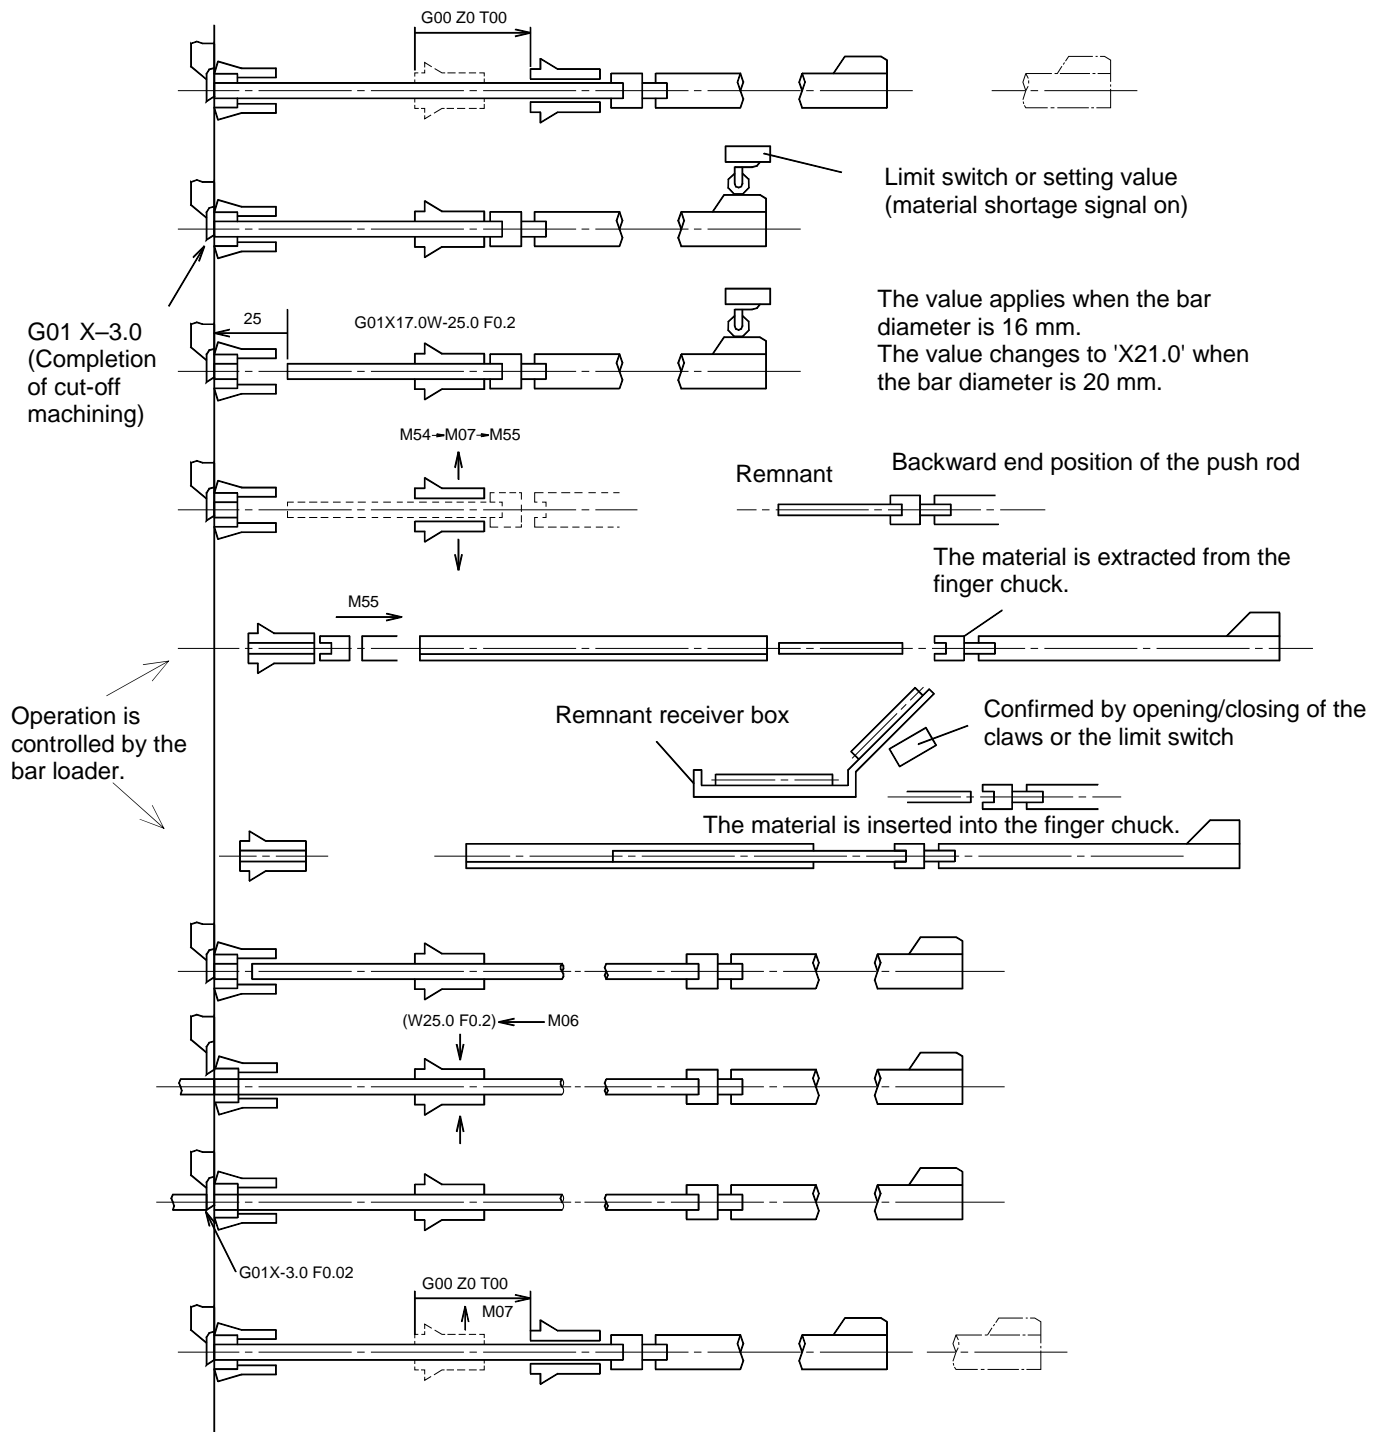 G00 Z0 T00
Limit switch or setting value
(material shortage signal on)
G01 X–3.0
(Completion
of cut-off
machining)
25
G01X17.0W-25.0 F0.2
The value applies when the bar
diameter is 16 mm.
The value changes to 'X21.0' when
the bar diameter is 20 mm.
M54→M07→M55
Remnant
Backward end position of the push rod
The material is extracted from the
finger chuck.
M55
Operation is
controlled by the
bar loader.
Remnant receiver box
Confirmed by opening/closing of the
claws or the limit switch
The material is inserted into the finger chuck.
(W25.0 F0.2)
M06
G01X-3.0 F0.02
G00 Z0 T00
M07